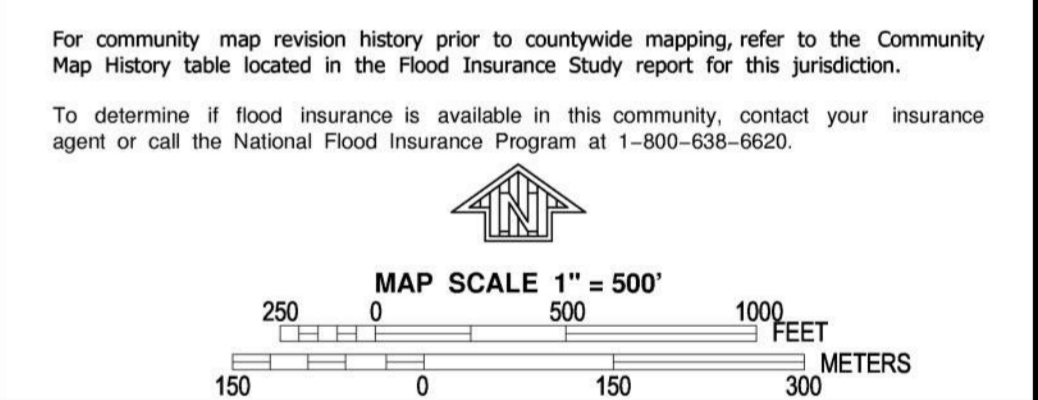 For community map revision history prior to countywide mapping, refer to the Community
Map History table located in the Flood Insurance Study report for this jurisdiction.
To determine if flood insurance is available in this community, contact your insurance
agent or call the National Flood Insurance Program at 1-800-638-6620.
N
MAP SCALE 1" = 500'
250 0 500 1000
FEET
METERS
150 0 150 300